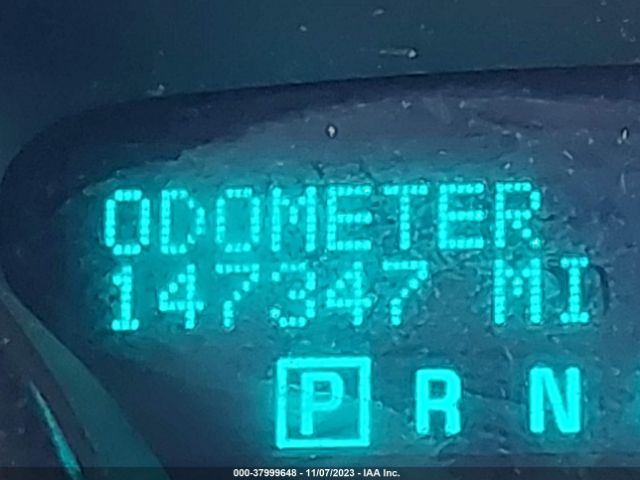 ODOMETER
147347 MI
P R N
000-37999648 - 11/07/2023 - IAA Inc.